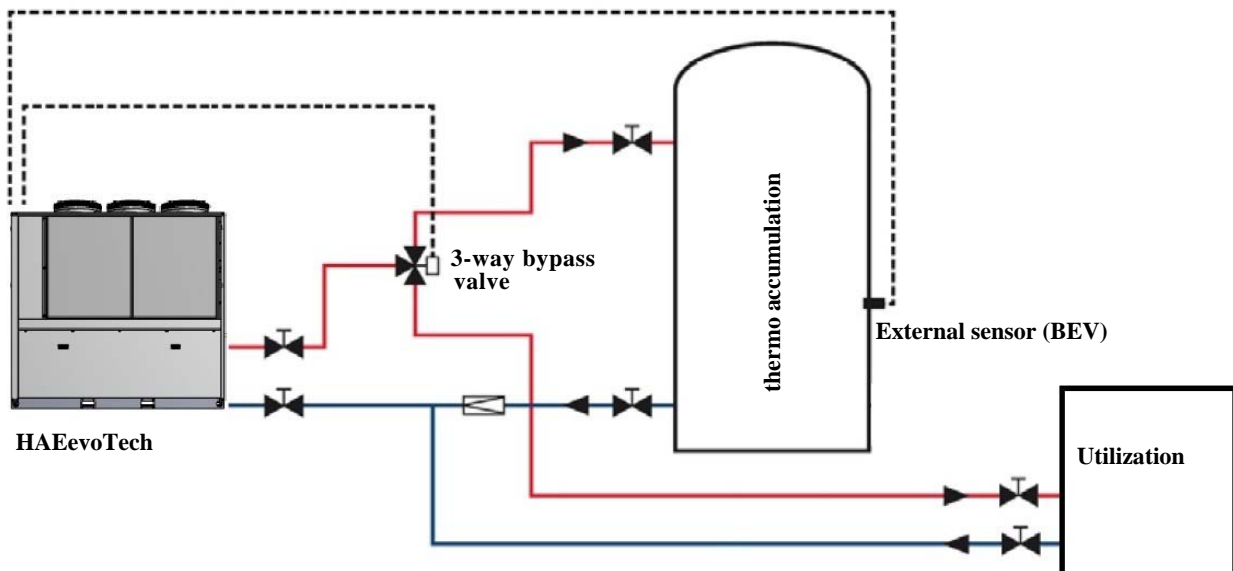 thermo accumulation
3-way bypass
valve
External sensor (BEV)
HAEevoTech
Utilization